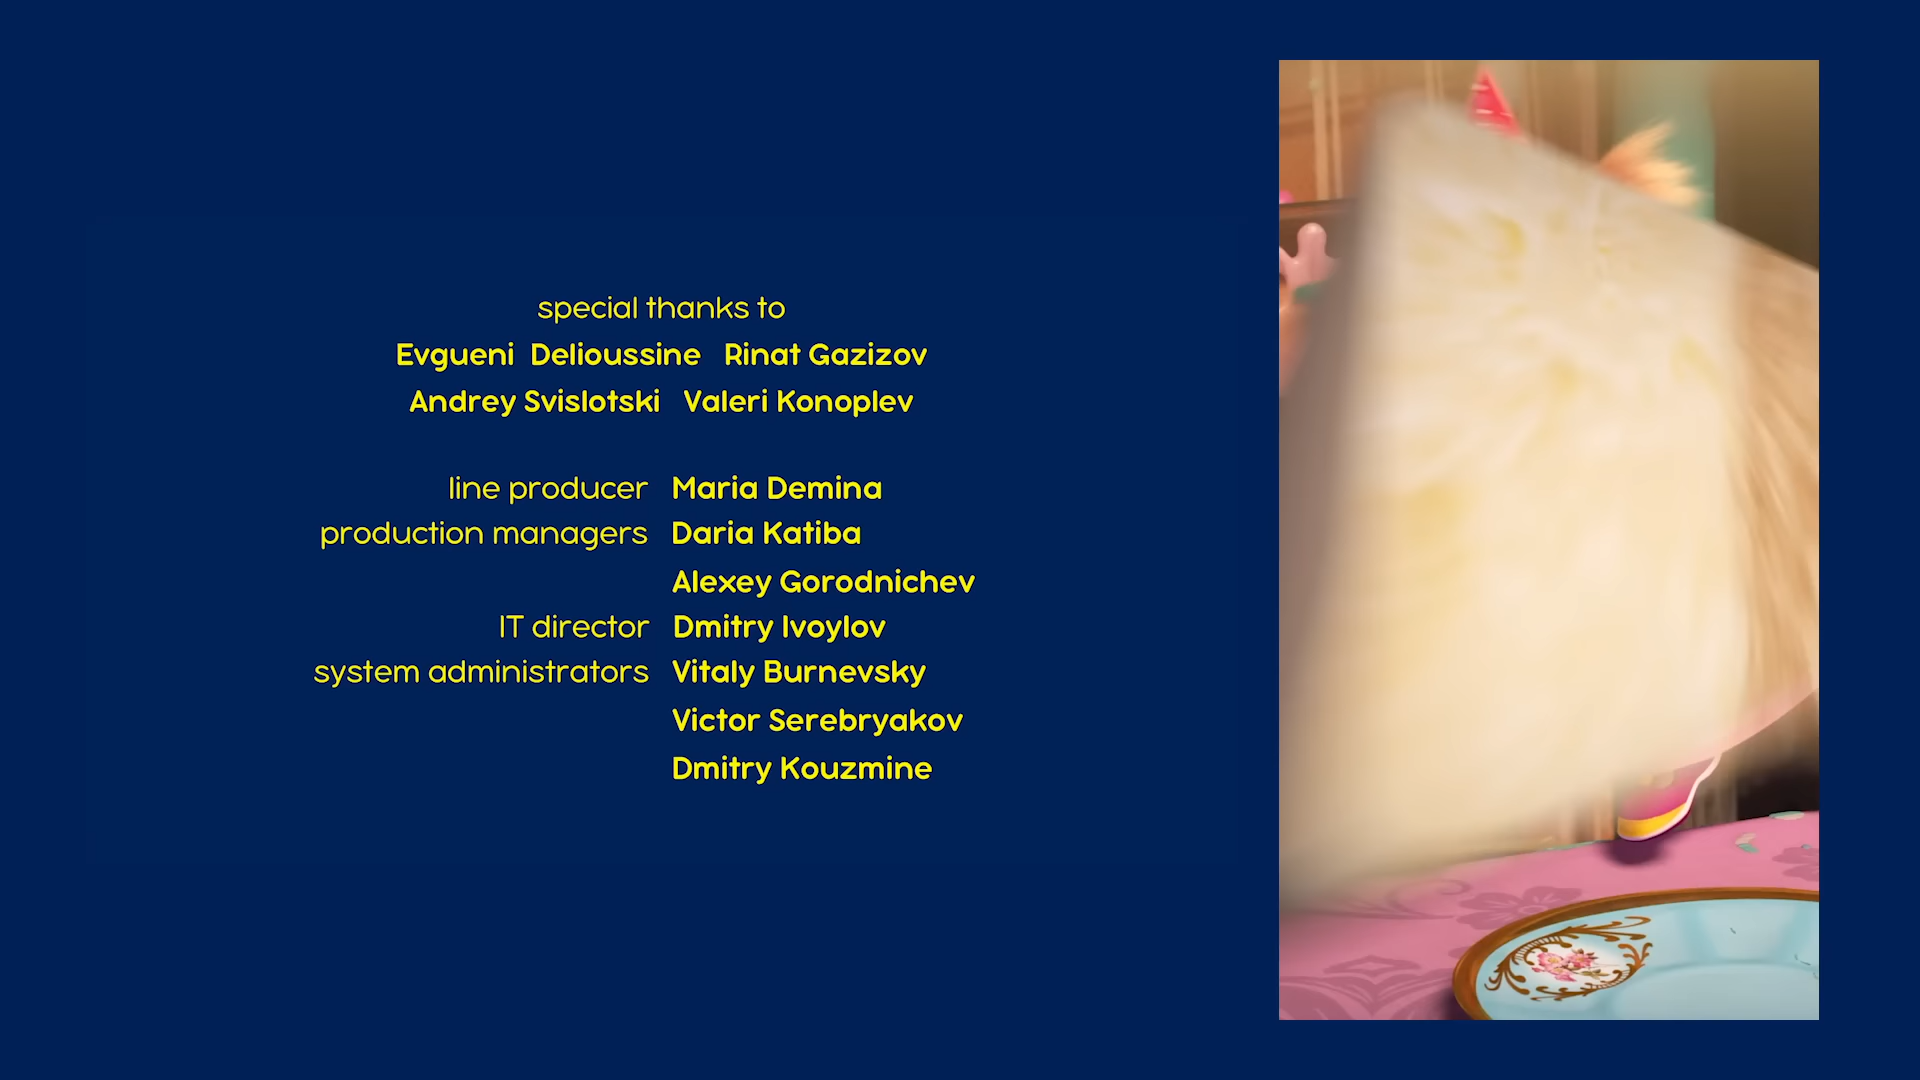 special thanks to
Evgueni Delioussine Rinat Gazizov
Andrey Svislotski Valeri Konoplev
line producer Maria Demina
production managers Daria Katiba
Alexey Gorodnichev
IT director Dmitry Ivoylov
system administrators Vitaly Burnevsky
Victor Serebryakov
Dmitry Kouzmine